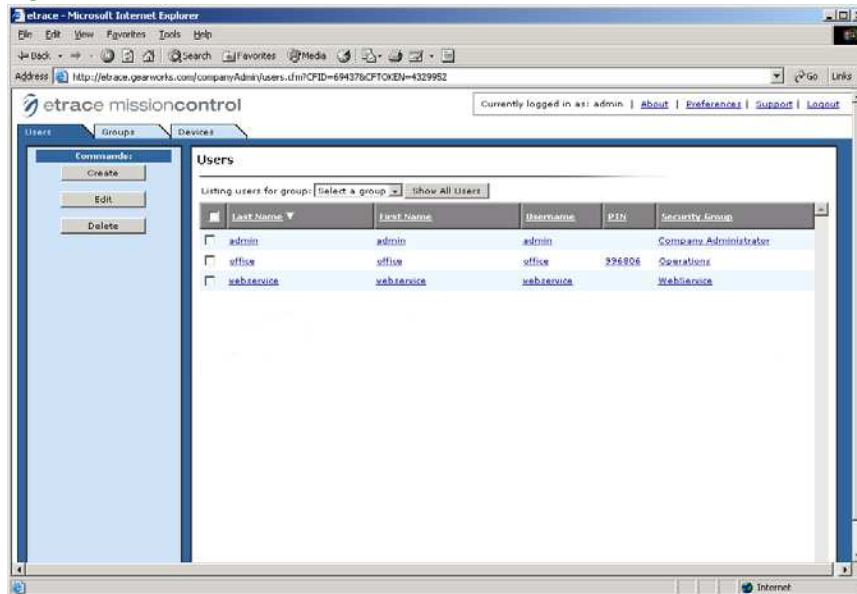 etrace - Microsoft Internet Explorer
File Edit View Favorites Tools Help
Back Search Favorites Media
Address http://etrace.gearworks.com/companyAdmin/users.cfm?CFID=69437&CFTOKEN=4329952 Go Links
etrace missioncontrol
Currently logged in as: admin | About | Preferences | Support | Logout
Users Groups Devices
Commands:
Create
Edit
Delete
Users
Listing users for group: Select a group Show All Users
Last Name First Name Username PIN Security Group
admin admin admin Company Administrator
office office office 996806 Operations
webservice webservice webservice WebService
Internet